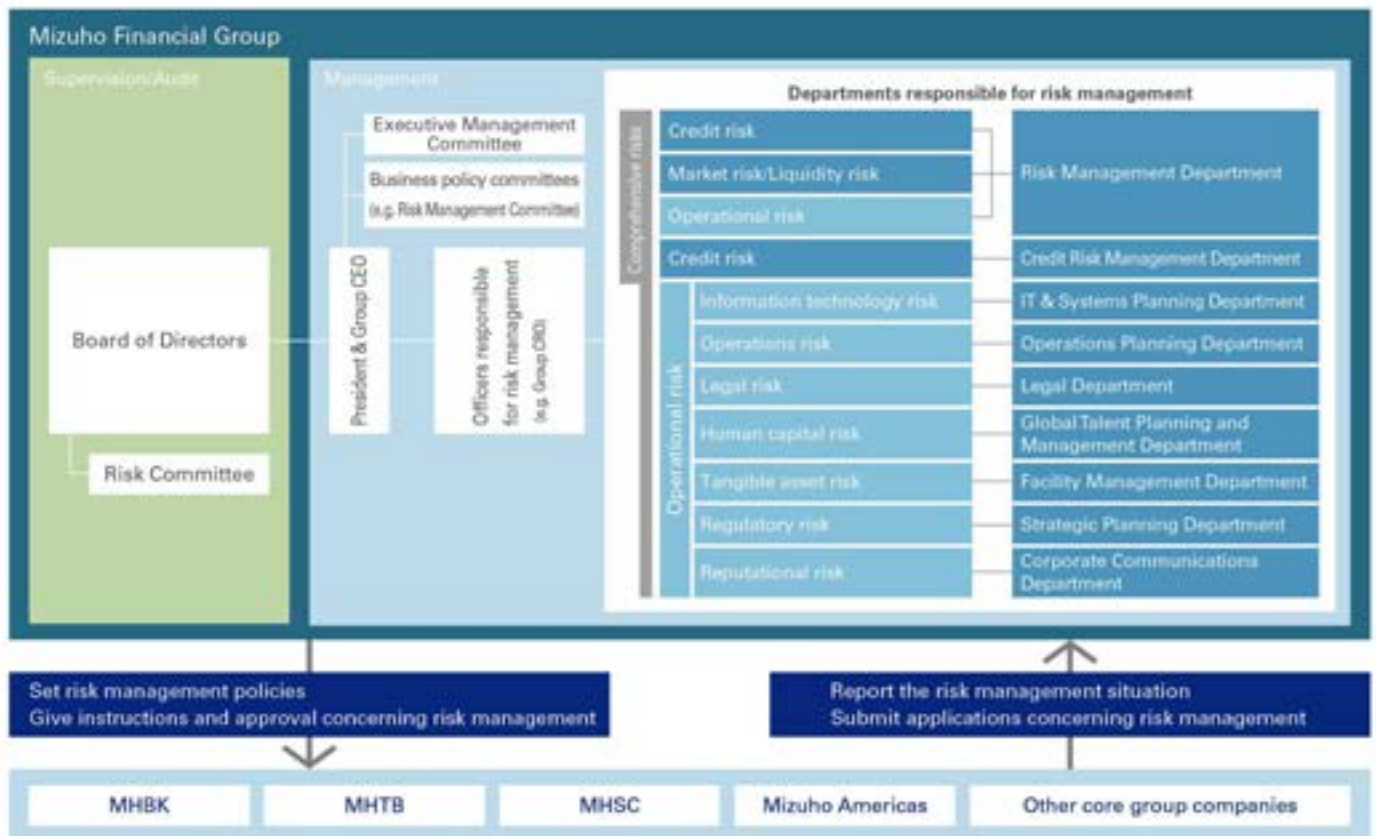 Mizuho Financial Group
Supervision/Audit
Management
Departments responsible for risk management
Executive Management
Committee
Business policy committees
(e.g. Risk Management Committee)
Board of Directors
Risk Committee
President & Group CEO
Officers responsible
for risk management
(e.g. Group CRO)
Comprehensive risks
Credit risk
Market risk/Liquidity risk
Operational risk
Risk Management Department
Credit risk
Credit Risk Management Department
Operational risk
Information technology risk
IT & Systems Planning Department
Operations risk
Operations Planning Department
Legal risk
Legal Department
Human capital risk
Global Talent Planning and
Management Department
Tangible asset risk
Facility Management Department
Regulatory risk
Strategic Planning Department
Reputational risk
Corporate Communications
Department
Set risk management policies
Give instructions and approval concerning risk management
Report the risk management situation
Submit applications concerning risk management
MHBK
MHTB
MHSC
Mizuho Americas
Other core group companies